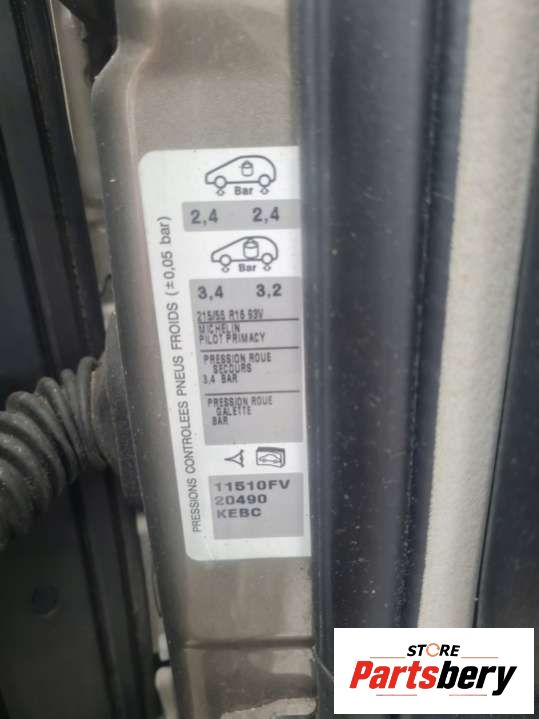 PRESSIONS CONTROLEES PNEUS FROIDS (±0,05 bar)
Bar
2,4 2,4
Bar
3,4 3,2
215/55 R16 93V
MICHELIN
PILOT PRIMACY
PRESSION ROUE
SECOURS
3,4 BAR
PRESSION ROUE
GALETTE
BAR
11510FV
20490
KEBC
STORE
Partsbery